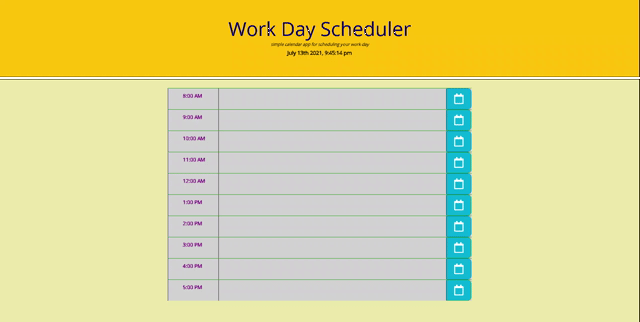 Work Day Scheduler
simple calendar app for scheduling your work day
July 13th 2021, 9:45:14 pm
8:00 AM
9:00 AM
10:00 AM
11:00 AM
12:00 AM
1:00 PM
2:00 PM
3:00 PM
4:00 PM
5:00 PM